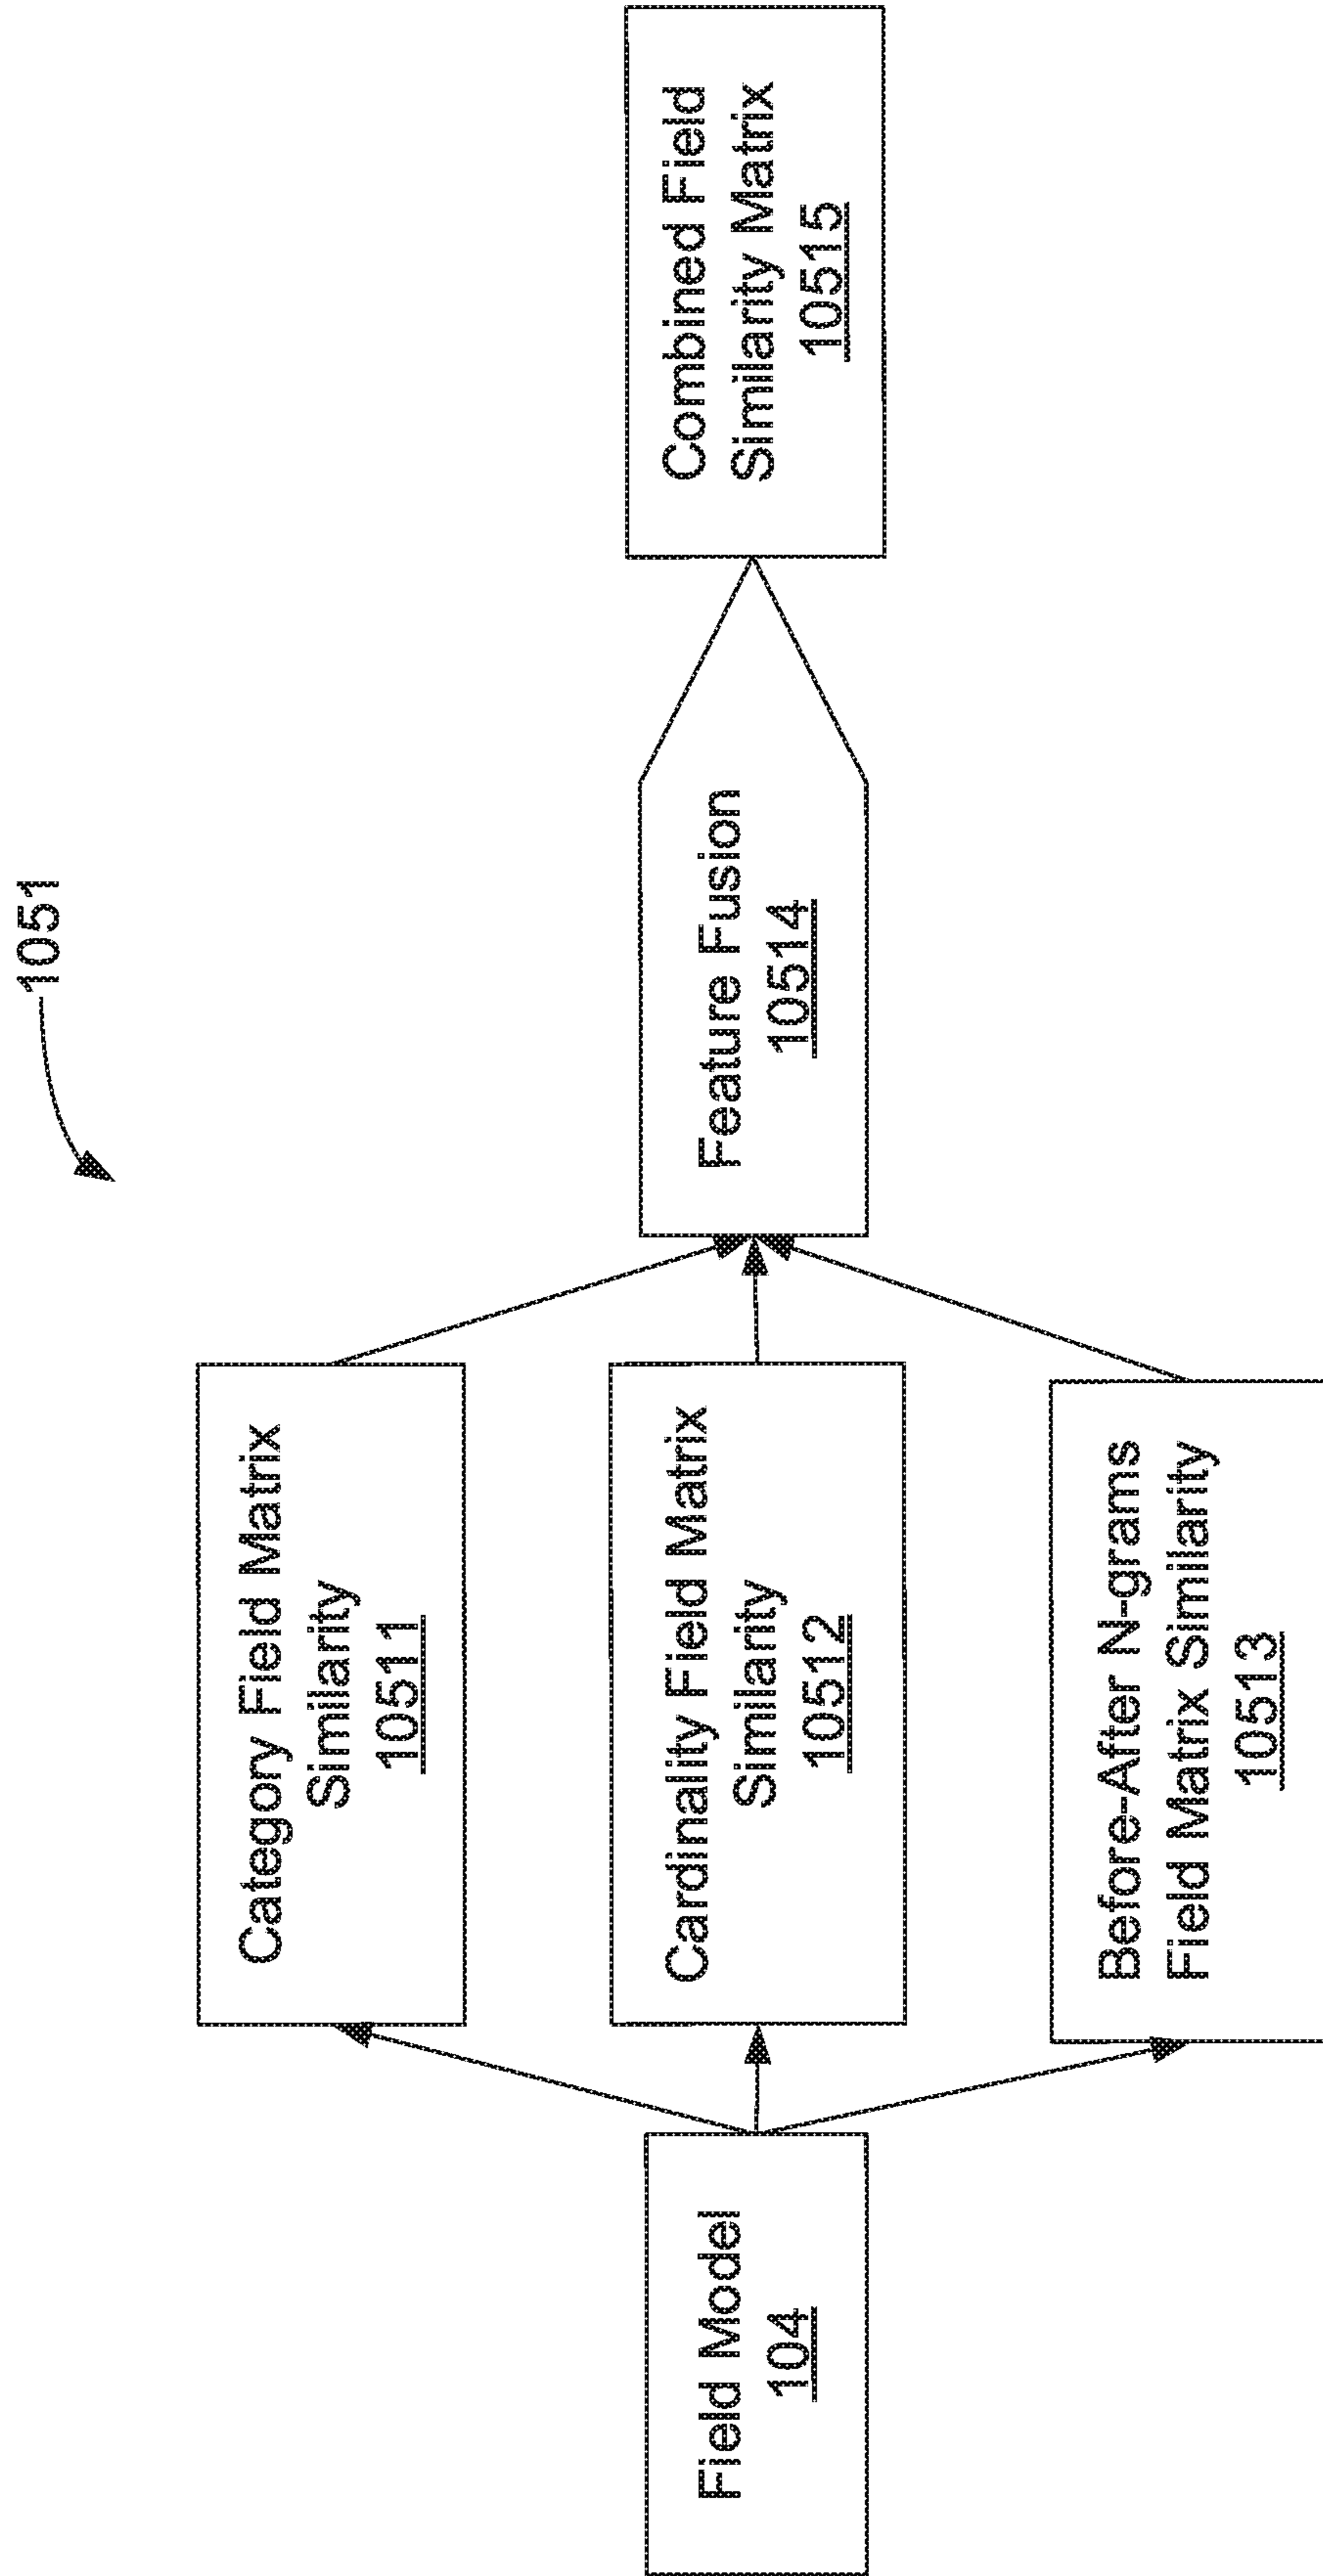 1051
Field Model
104
Category Field Matrix
Similarity
10511
Cardinality Field Matrix
Similarity
10512
Before-After N-grams
Field Matrix Similarity
10513
Feature Fusion
10514
Combined Field
Similarity Matrix
10515